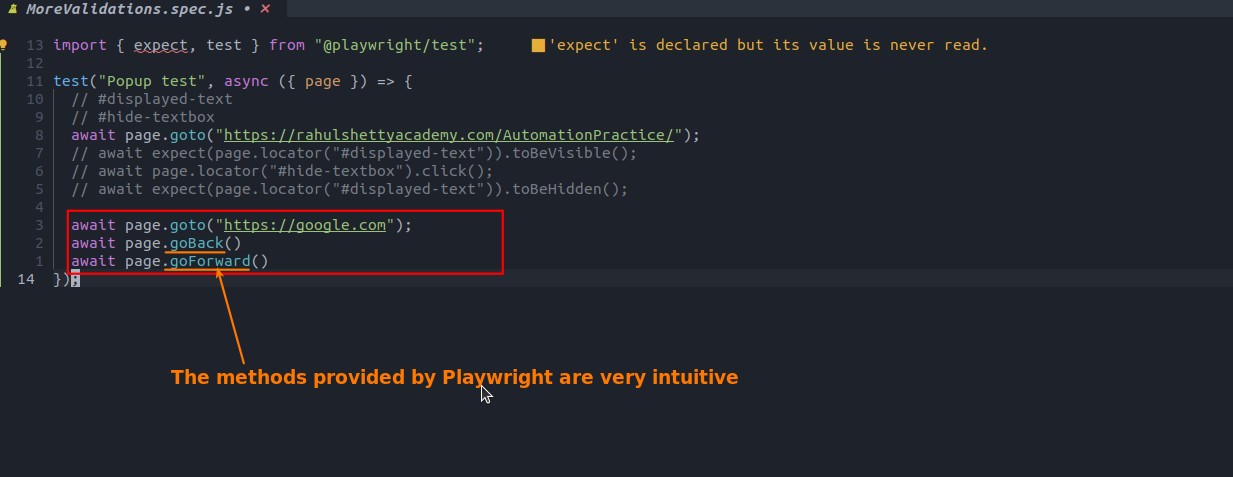 MoreValidations.spec.js • ✕
13 import { expect, test } from "@playwright/test"; ■'expect' is declared but its value is never read.
12
11 test("Popup test", async ({ page }) => {
10 // #displayed-text
9 // #hide-textbox
8 await page.goto("https://rahulshettyacademy.com/AutomationPractice/");
7 // await expect(page.locator("#displayed-text")).toBeVisible();
6 // await page.locator("#hide-textbox").click();
5 // await expect(page.locator("#displayed-text")).toBeHidden();
4
3 await page.goto("https://google.com");
2 await page.goBack()
1 await page.goForward()
14 });
The methods provided by Playwright are very intuitive